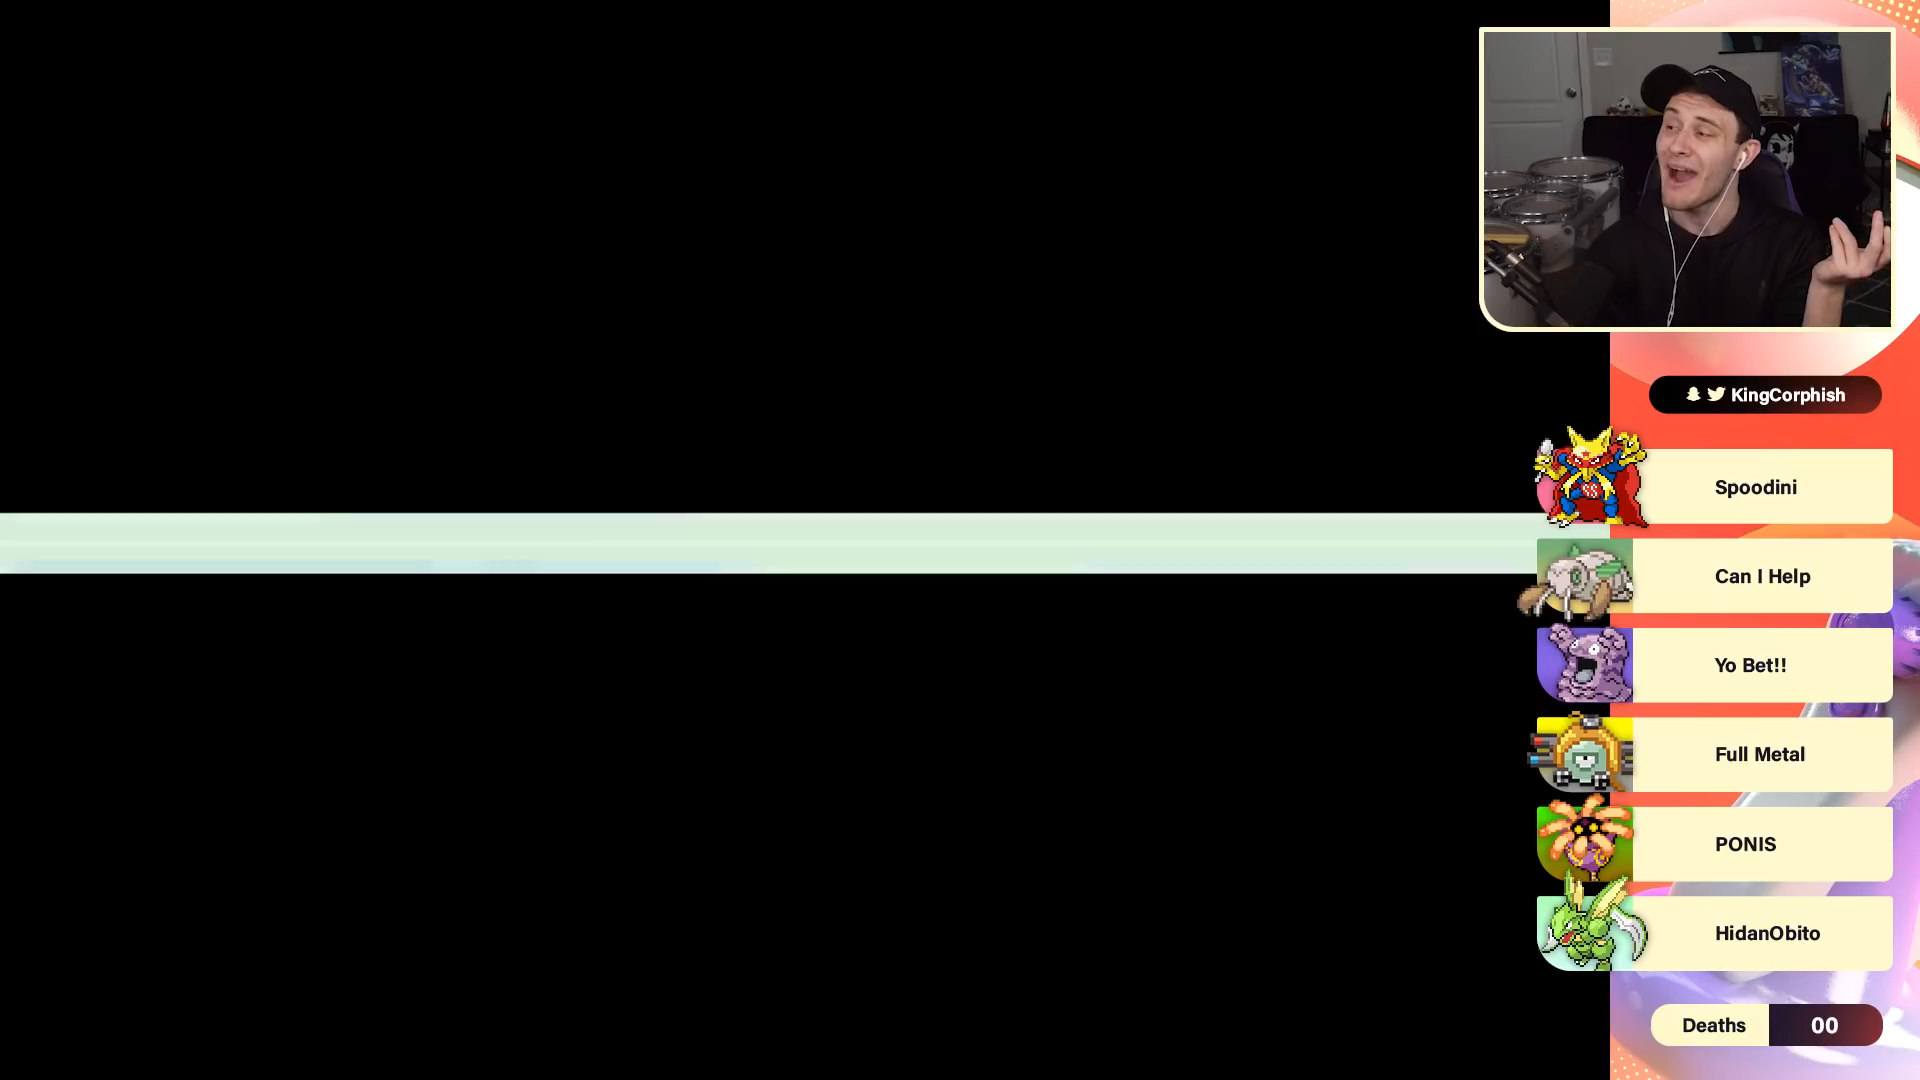 KingCorphish
Spoodini
Can I Help
Yo Bet!!
Full Metal
PONIS
HidanObito
Deaths 00